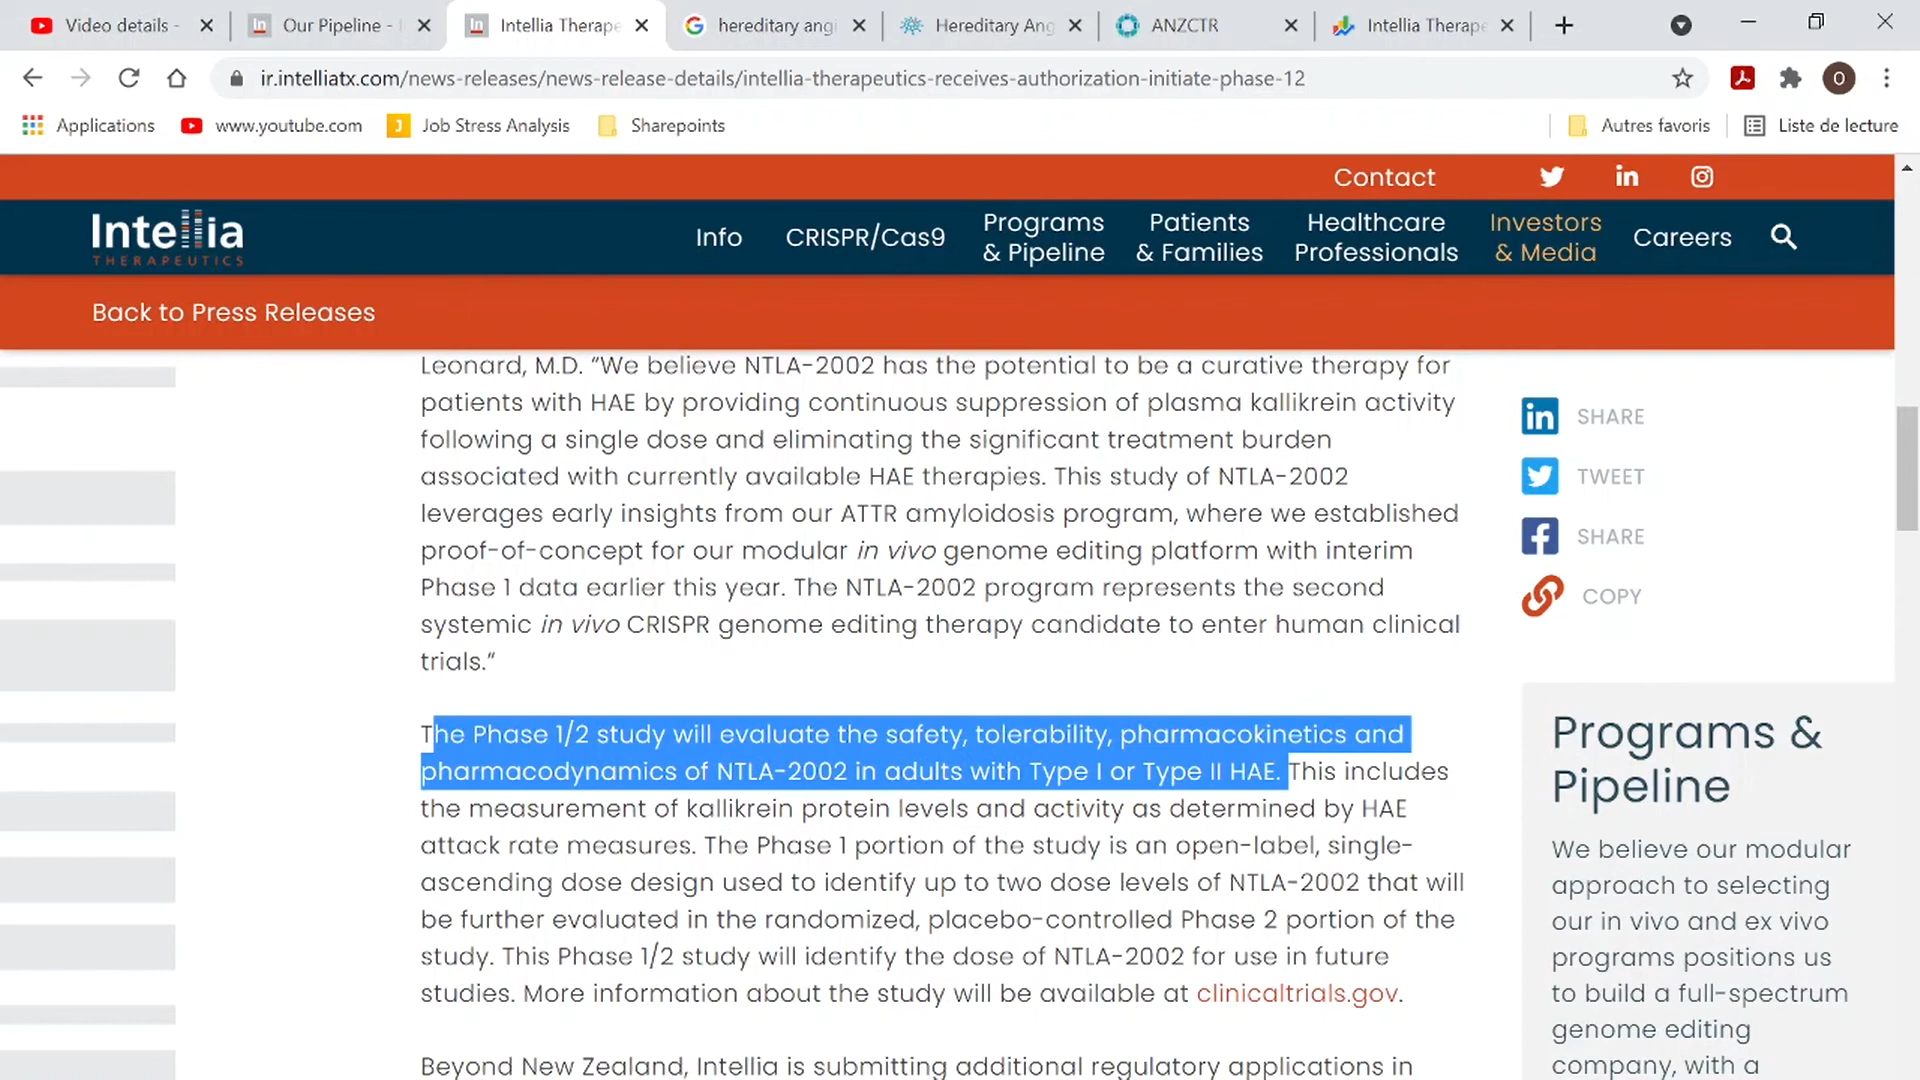 Video details -
Our Pipeline - I
Intellia Therape
hereditary angi
Hereditary Ang
ANZCTR
Intellia Therape
ir.intelliatx.com/news-releases/news-release-details/intellia-therapeutics-receives-authorization-initiate-phase-12
O
Applications
www.youtube.com
J
Job Stress Analysis
Sharepoints
Autres favoris
Liste de lecture
Contact
Intellia
THERAPEUTICS
Info
CRISPR/Cas9
Programs
& Pipeline
Patients
& Families
Healthcare
Professionals
Investors
& Media
Careers
Back to Press Releases
Leonard, M.D. “We believe NTLA-2002 has the potential to be a curative therapy for
patients with HAE by providing continuous suppression of plasma kallikrein activity
following a single dose and eliminating the significant treatment burden
associated with currently available HAE therapies. This study of NTLA-2002
leverages early insights from our ATTR amyloidosis program, where we established
proof-of-concept for our modular in vivo genome editing platform with interim
Phase 1 data earlier this year. The NTLA-2002 program represents the second
systemic in vivo CRISPR genome editing therapy candidate to enter human clinical
trials.”
The Phase 1/2 study will evaluate the safety, tolerability, pharmacokinetics and
pharmacodynamics of NTLA-2002 in adults with Type I or Type II HAE. This includes
the measurement of kallikrein protein levels and activity as determined by HAE
attack rate measures. The Phase 1 portion of the study is an open-label, single-
ascending dose design used to identify up to two dose levels of NTLA-2002 that will
be further evaluated in the randomized, placebo-controlled Phase 2 portion of the
study. This Phase 1/2 study will identify the dose of NTLA-2002 for use in future
studies. More information about the study will be available at clinicaltrials.gov.
Beyond New Zealand, Intellia is submitting additional regulatory applications in
SHARE
TWEET
SHARE
COPY
Programs &
Pipeline
We believe our modular
approach to selecting
our in vivo and ex vivo
programs positions us
to build a full-spectrum
genome editing
company, with a